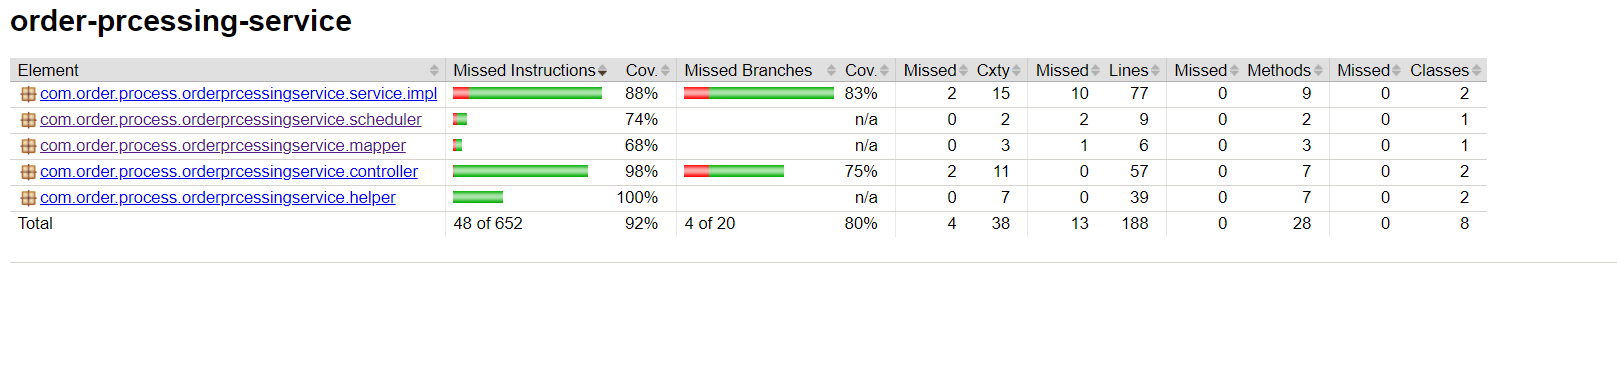 order-prcessing-service
Element Missed Instructions Cov. Missed Branches Cov. Missed Cxty Missed Lines Missed Methods Missed Classes
com.order.process.orderprcessingservice.service.impl 88% 83% 2 15 10 77 0 9 0 2
com.order.process.orderprcessingservice.scheduler 74% n/a 0 2 2 9 0 2 0 1
com.order.process.orderprcessingservice.mapper 68% n/a 0 3 1 6 0 3 0 1
com.order.process.orderprcessingservice.controller 98% 75% 2 11 0 57 0 7 0 2
com.order.process.orderprcessingservice.helper 100% n/a 0 7 0 39 0 7 0 2
Total 48 of 652 92% 4 of 20 80% 4 38 13 188 0 28 0 8